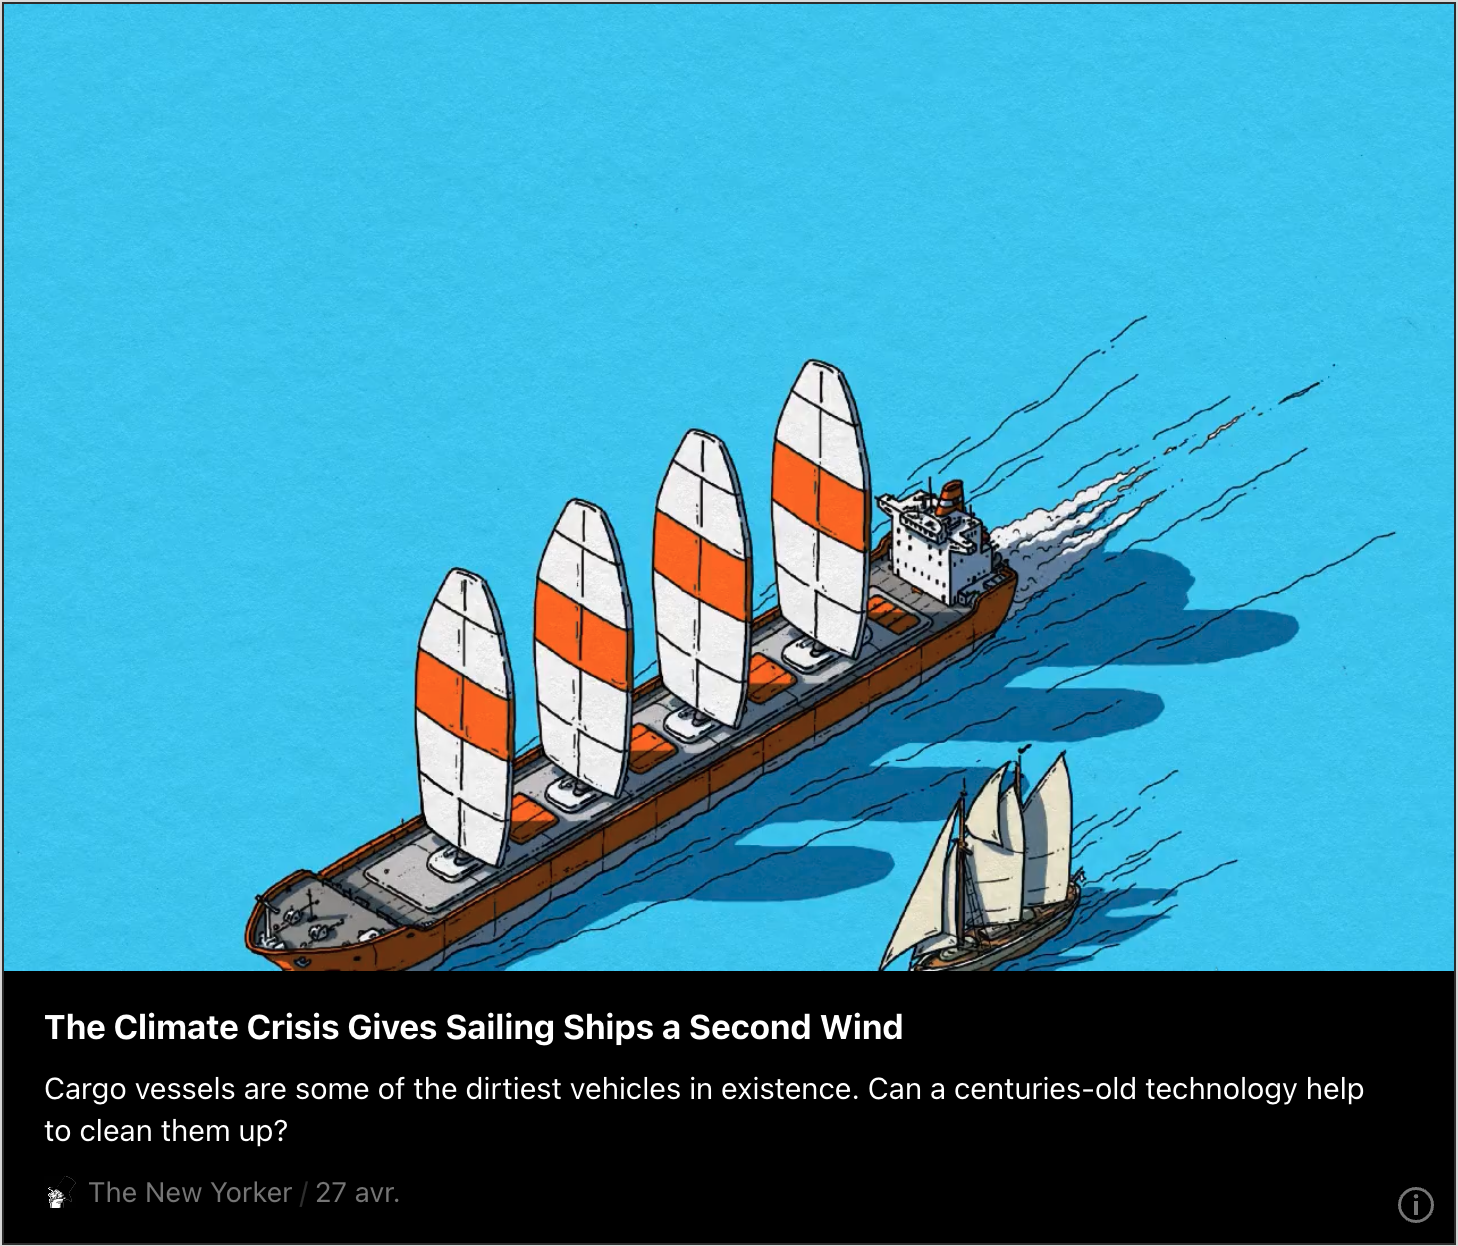 The Climate Crisis Gives Sailing Ships a Second Wind
Cargo vessels are some of the dirtiest vehicles in existence. Can a centuries-old technology help
to clean them up?
The New Yorker / 27 avr.